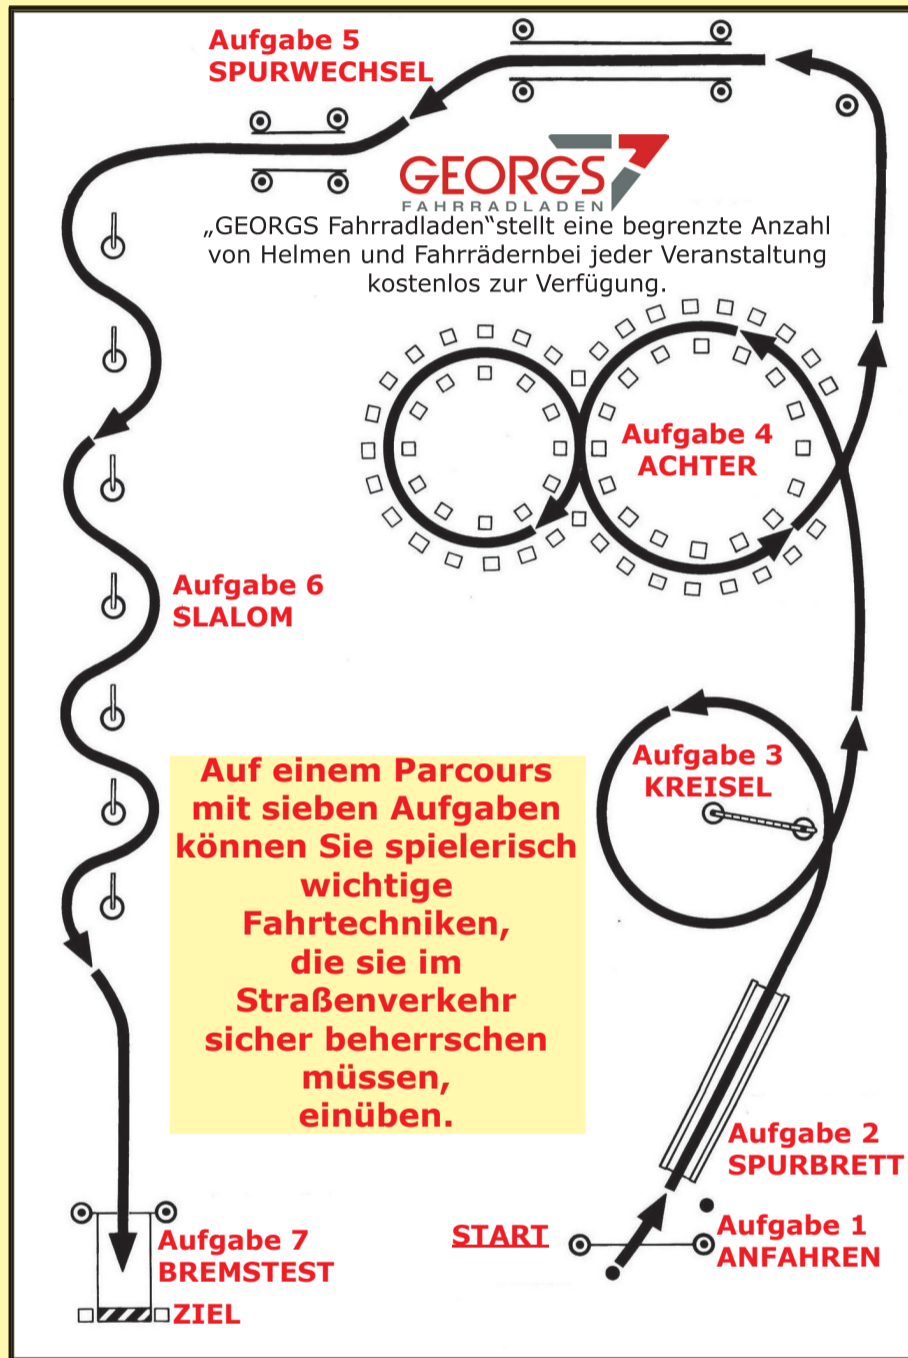 Aufgabe 5
SPURWECHSEL
GEORGS
FAHRRADLADEN
„GEORGS Fahrradladen“stellt eine begrenzte Anzahl
von Helmen und Fahrrädernbei jeder Veranstaltung
kostenlos zur Verfügung.
Aufgabe 4
ACHTER
Aufgabe 6
SLALOM
Aufgabe 3
KREISEL
Auf einem Parcours
mit sieben Aufgaben
können Sie spielerisch
wichtige
Fahrtechniken,
die sie im
Straßenverkehr
sicher beherrschen
müssen,
einüben.
Aufgabe 2
SPURBRETT
START
Aufgabe 1
ANFAHREN
Aufgabe 7
BREMSTEST
ZIEL